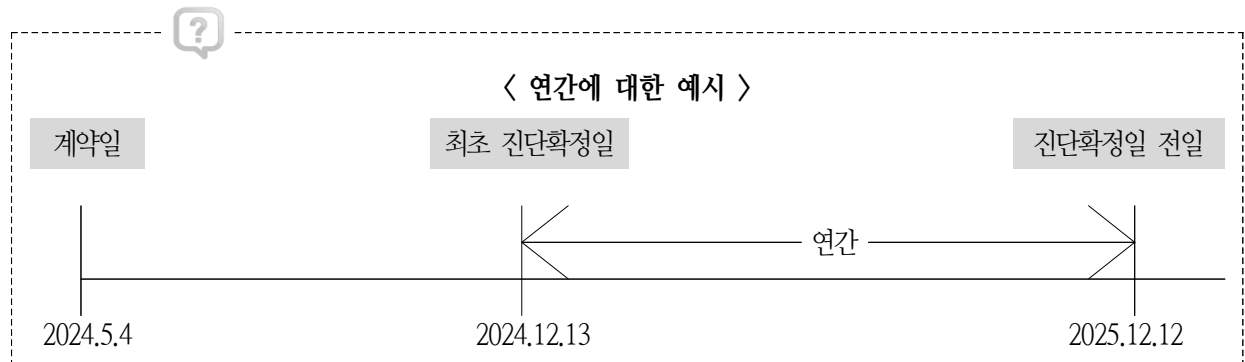 ?
〈 연간에 대한 예시 〉
계약일 최초 진단확정일 진단확정일 전일
연간
2024.5.4 2024.12.13 2025.12.12